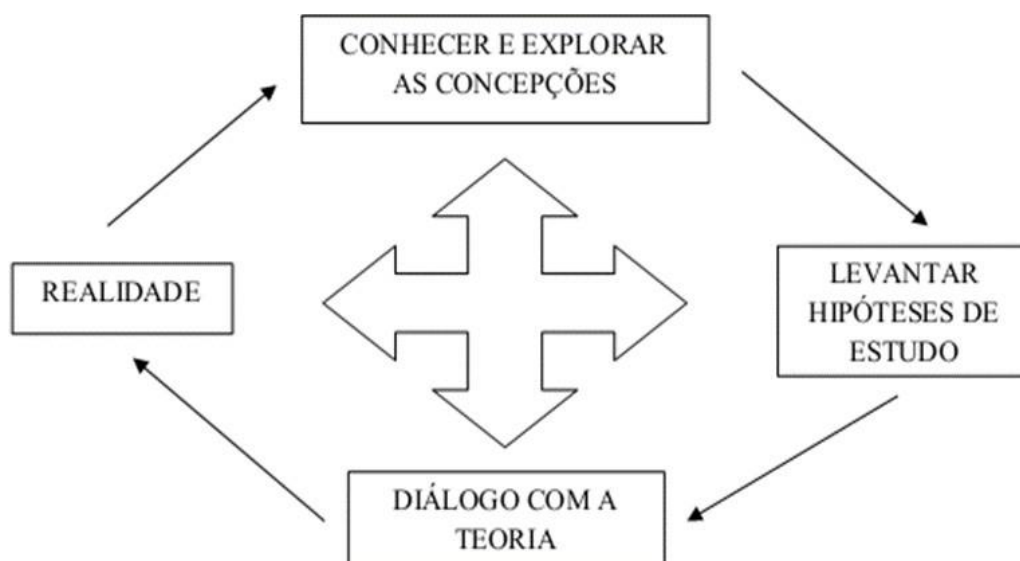 CONHECER E EXPLORAR
AS CONCEPÇÕES
REALIDADE
LEVANTAR
HIPÓTESES DE
ESTUDO
DIÁLOGO COM A
TEORIA